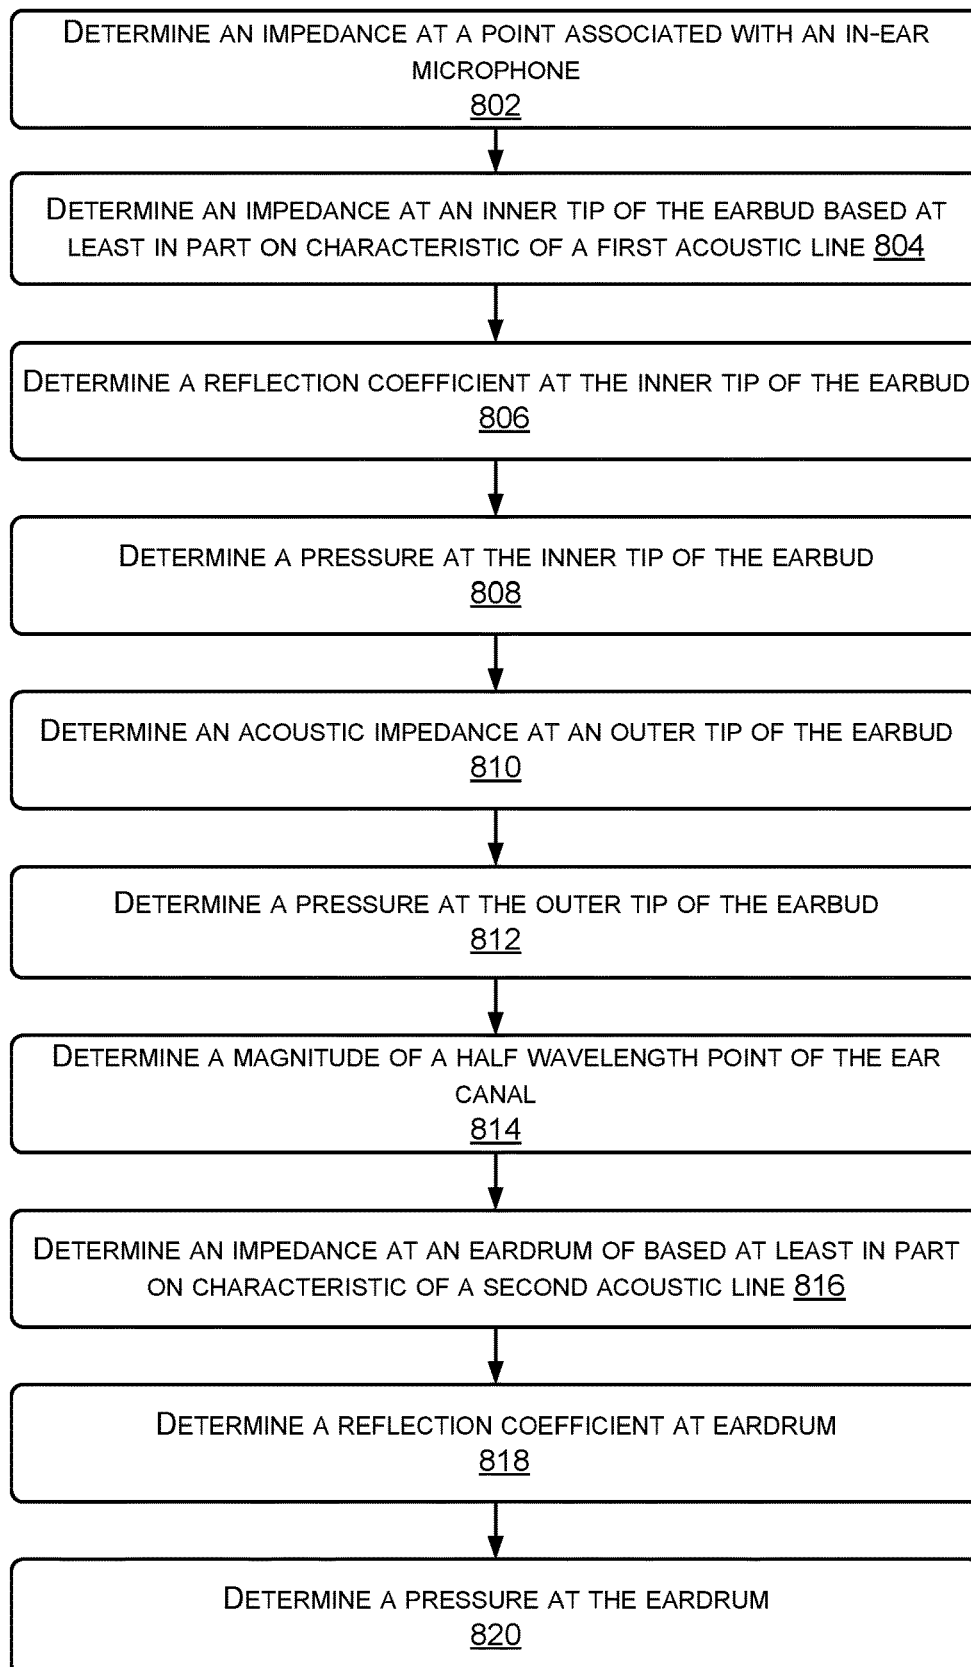 DETERMINE AN IMPEDANCE AT A POINT ASSOCIATED WITH AN IN-EAR
MICROPHONE
802
DETERMINE AN IMPEDANCE AT AN INNER TIP OF THE EARBUD BASED AT
LEAST IN PART ON CHARACTERISTIC OF A FIRST ACOUSTIC LINE 804
DETERMINE A REFLECTION COEFFICIENT AT THE INNER TIP OF THE EARBUD
806
DETERMINE A PRESSURE AT THE INNER TIP OF THE EARBUD
808
DETERMINE AN ACOUSTIC IMPEDANCE AT AN OUTER TIP OF THE EARBUD
810
DETERMINE A PRESSURE AT THE OUTER TIP OF THE EARBUD
812
DETERMINE A MAGNITUDE OF A HALF WAVELENGTH POINT OF THE EAR
CANAL
814
DETERMINE AN IMPEDANCE AT AN EARDRUM OF BASED AT LEAST IN PART
ON CHARACTERISTIC OF A SECOND ACOUSTIC LINE 816
DETERMINE A REFLECTION COEFFICIENT AT EARDRUM
818
DETERMINE A PRESSURE AT THE EARDRUM
820